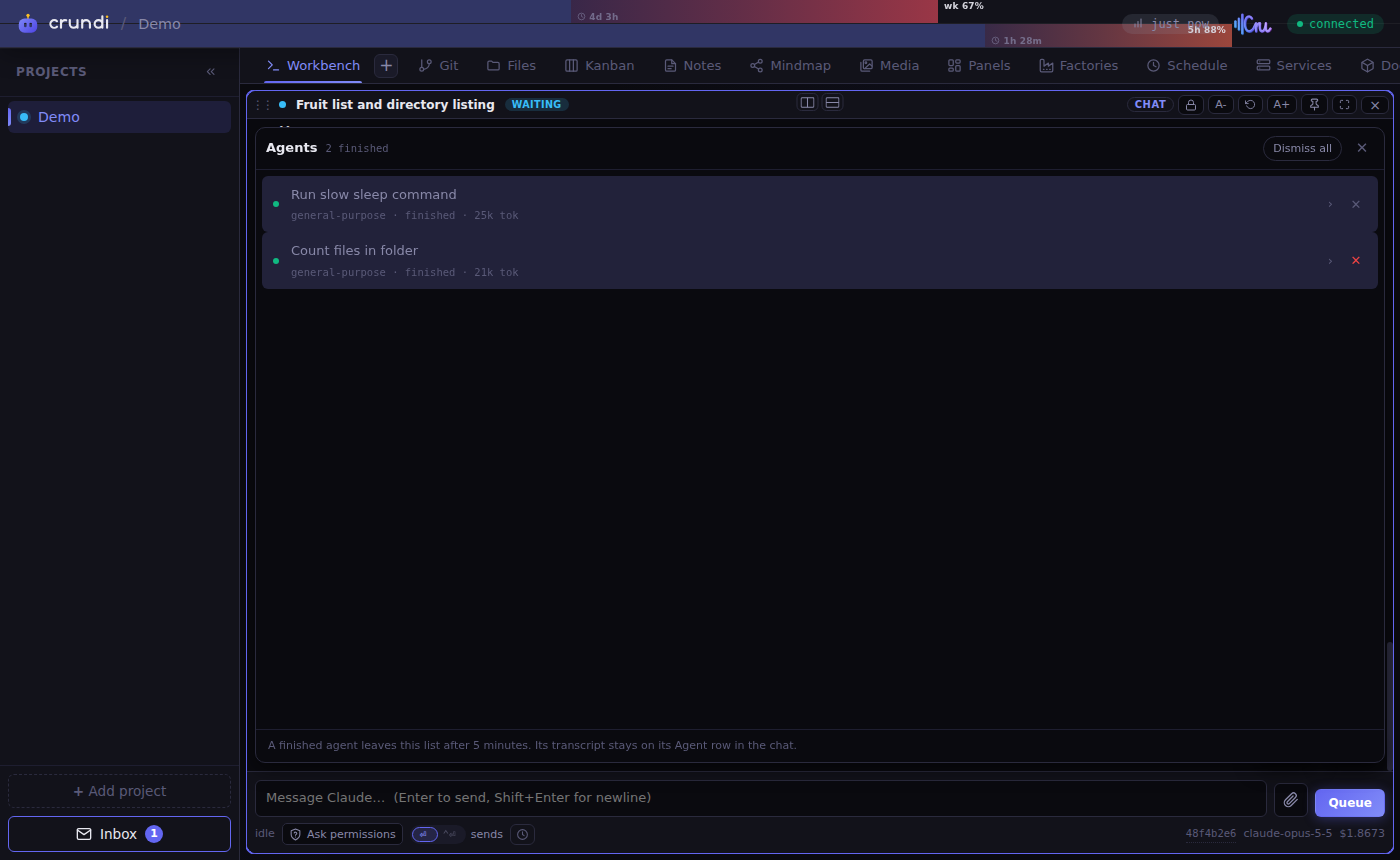 crundi / Demo
4d 3h
wk 67%
1h 28m
5h 88%
just now
Cru
connected
PROJECTS
Demo
+ Add project
Inbox 1
Workbench
+
Git
Files
Kanban
Notes
Mindmap
Media
Panels
Factories
Schedule
Services
Do
Fruit list and directory listing WAITING
CHAT
A-
A+
Agents 2 finished
Dismiss all
Run slow sleep command
general-purpose · finished · 25k tok
Count files in folder
general-purpose · finished · 21k tok
A finished agent leaves this list after 5 minutes. Its transcript stays on its Agent row in the chat.
Message Claude… (Enter to send, Shift+Enter for newline)
Queue
idle
Ask permissions
sends
48f4b2e6 claude-opus-5-5 $1.8673